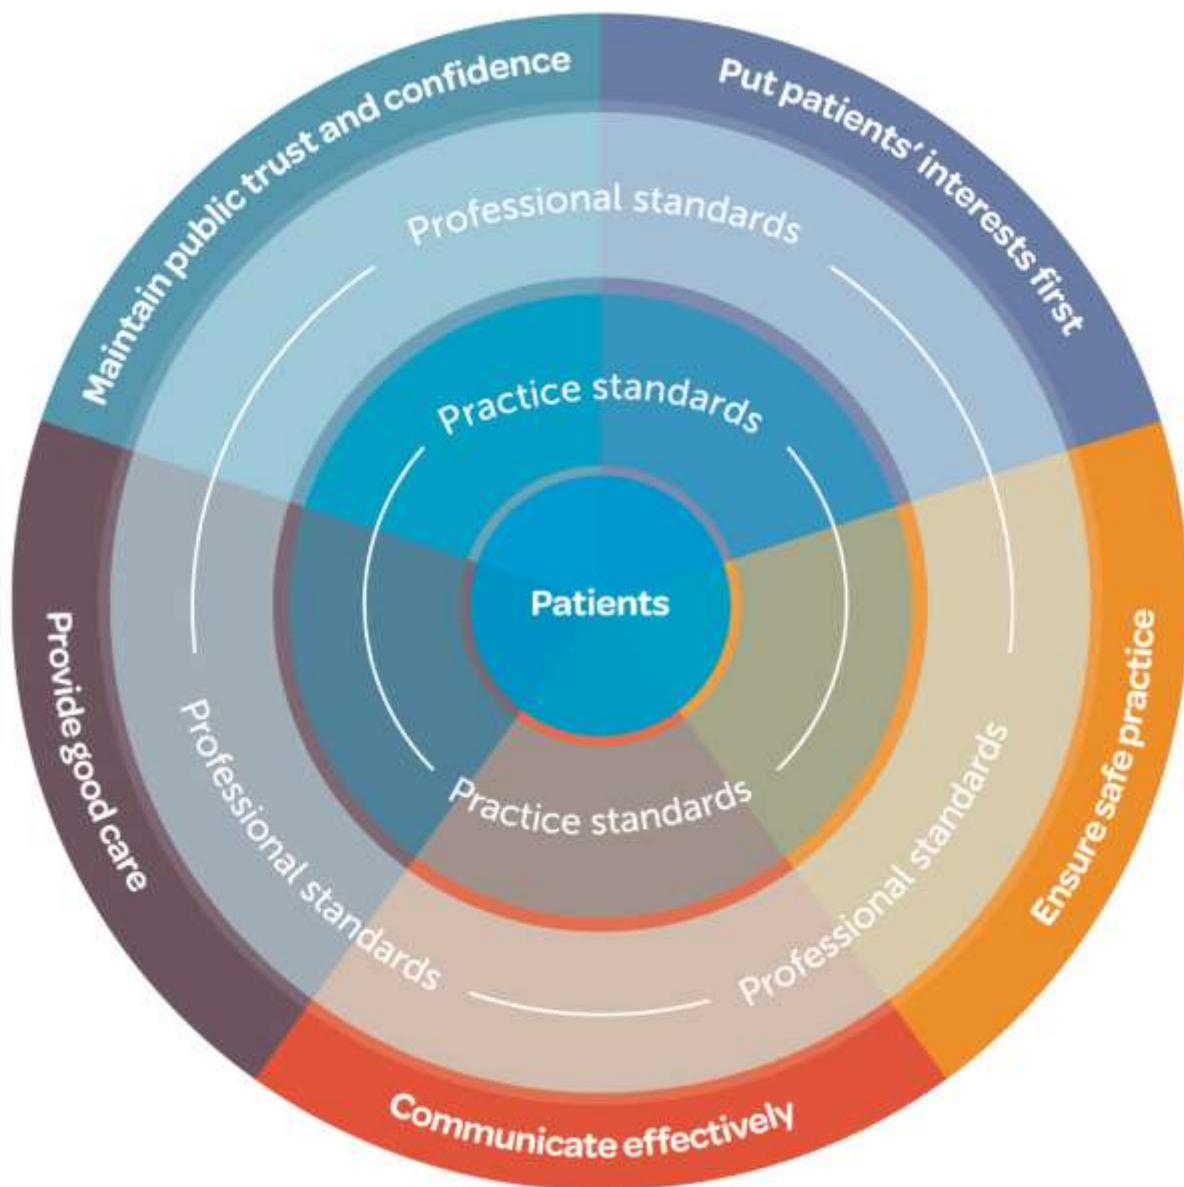 Maintain public trust and confidence
Put patients’ interests first
Professional standards
Practice standards
Patients
Provide good care
Ensure safe practice
Professional standards
Practice standards
Professional standards
Communicate effectively